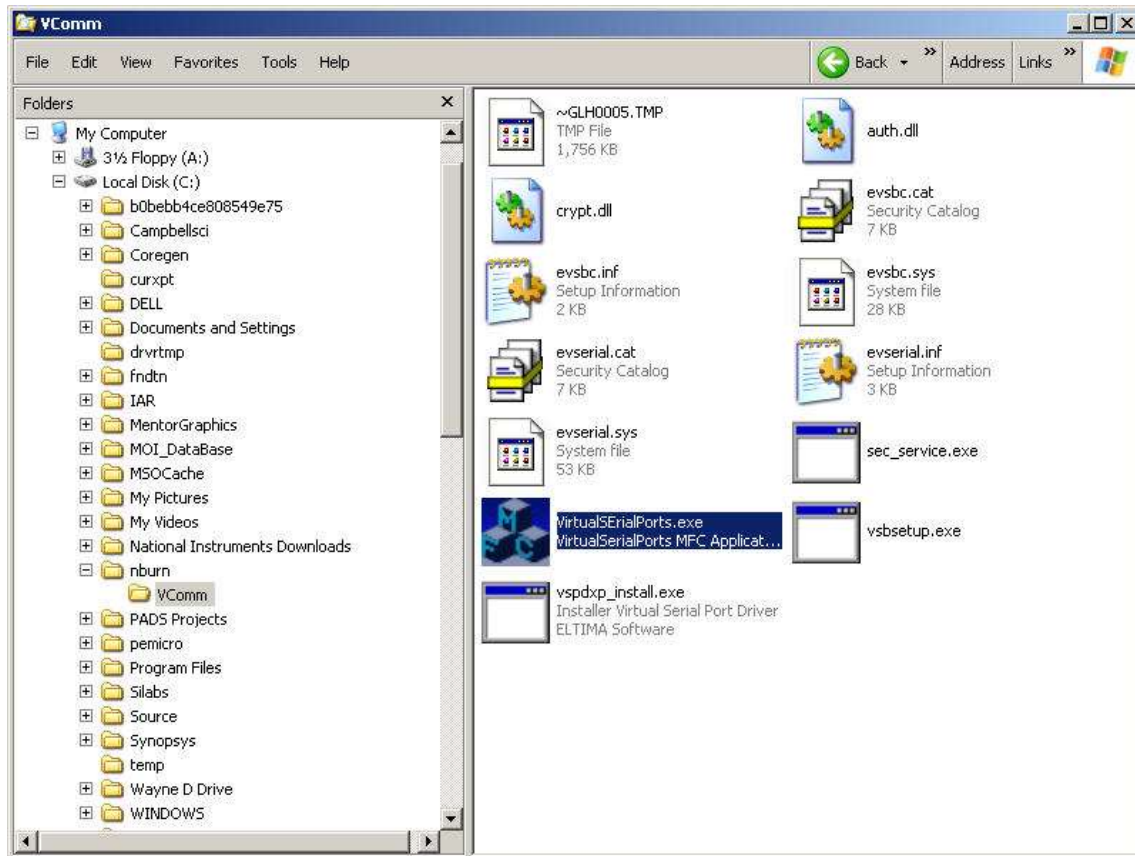 VComm
File Edit View Favorites Tools Help
Back » Address Links »
Folders
My Computer
3½ Floppy (A:)
Local Disk (C:)
b0bebb4ce808549e75
Campbellsci
Coregen
curxpt
DELL
Documents and Settings
drvrtmp
fndtn
IAR
MentorGraphics
MOI_DataBase
MSOCache
My Pictures
My Videos
National Instruments Downloads
nburn
VComm
PADS Projects
pemicro
Program Files
Silabs
Source
Synopsys
temp
Wayne D Drive
WINDOWS
~GLH0005.TMP
TMP File
1,756 KB
auth.dll
crypt.dll
evsbc.cat
Security Catalog
7 KB
evsbc.inf
Setup Information
2 KB
evsbc.sys
System file
28 KB
evserial.cat
Security Catalog
7 KB
evserial.inf
Setup Information
3 KB
evserial.sys
System file
53 KB
sec_service.exe
MFC
VirtualSErialPorts.exe
VirtualSerialPorts MFC Applicat...
vsbsetup.exe
vspdxp_install.exe
Installer Virtual Serial Port Driver
ELTIMA Software